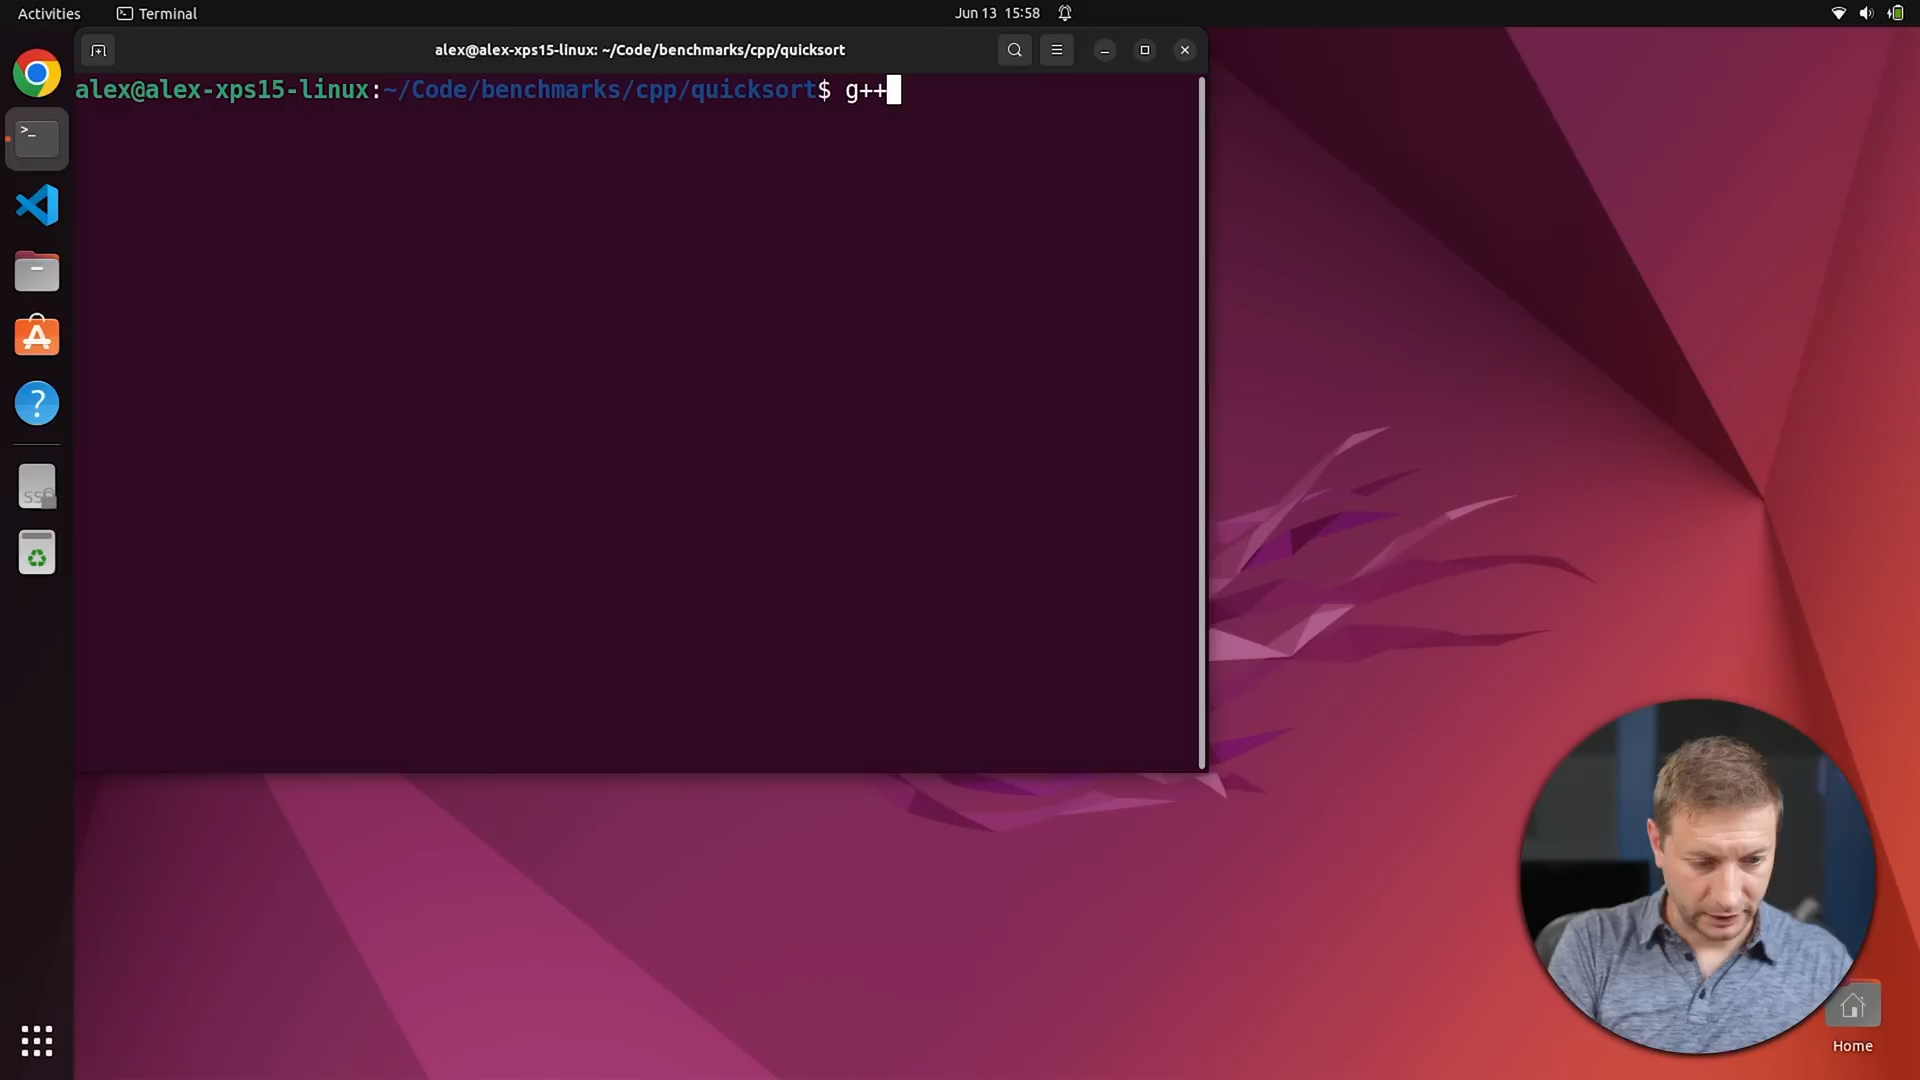 Activities
Terminal
Jun 13 15:58
alex@alex-xps15-linux: ~/Code/benchmarks/cpp/quicksort
alex@alex-xps15-linux:~/Code/benchmarks/cpp/quicksort$ g++
>_
?
Home